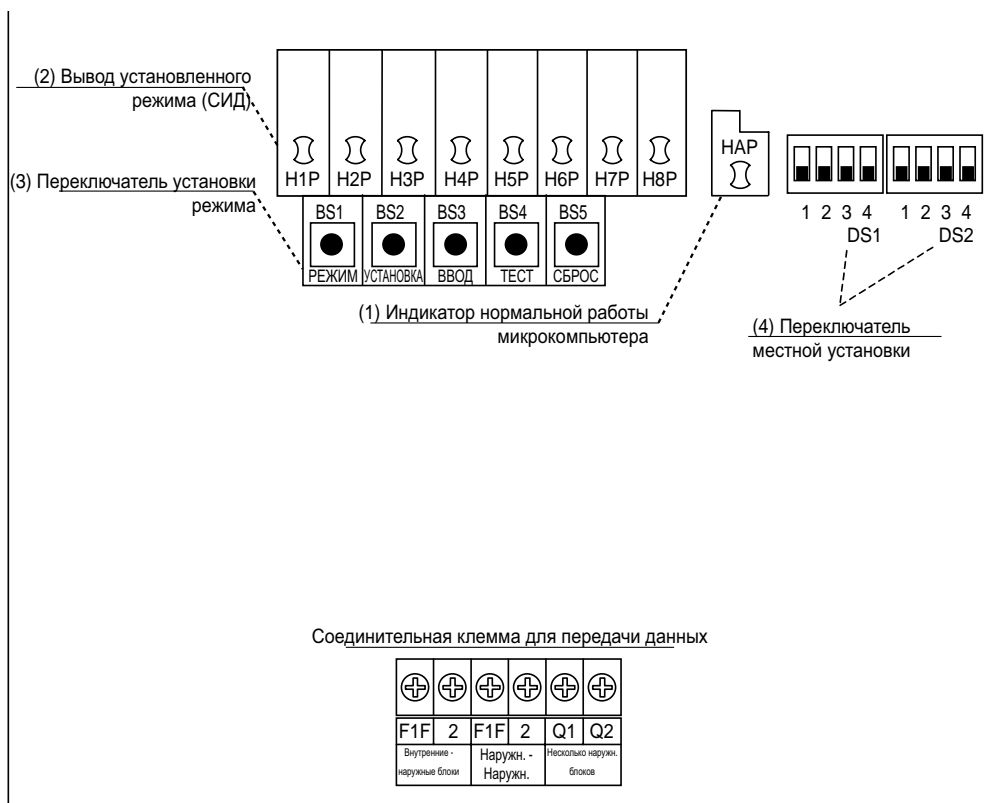 (2) Вывод установленного
режима (СИД)
H1P H2P H3P H4P H5P H6P H7P H8P
HAP
(3) Переключатель установки
режима
BS1 BS2 BS3 BS4 BS5
РЕЖИМ УСТАНОВКА ВВОД ТЕСТ СБРОС
1 2 3 4 1 2 3 4
DS1 DS2
(1) Индикатор нормальной работы
микрокомпьютера
(4) Переключатель
местной установки
Соединительная клемма для передачи данных
F1F 2 F1F 2 Q1 Q2
Внутренние -
наружные блоки
Наружн. -
Наружн.
Несколько наружн.
блоков